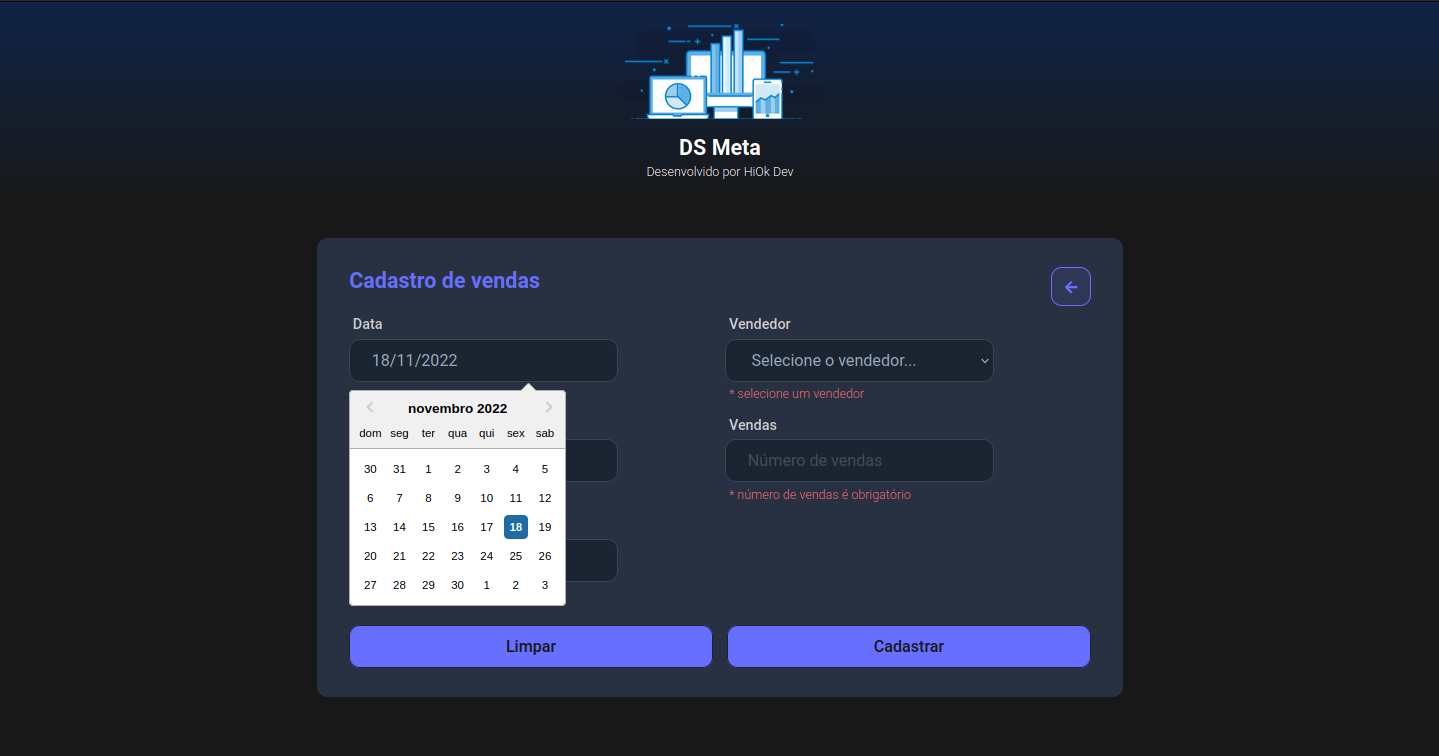 DS Meta
Desenvolvido por HiOk Dev
Cadastro de vendas
Data
18/11/2022
novembro 2022
dom seg ter qua qui sex sab
30 31 1 2 3 4 5
6 7 8 9 10 11 12
13 14 15 16 17 18 19
20 21 22 23 24 25 26
27 28 29 30 1 2 3
Vendedor
Selecione o vendedor...
* selecione um vendedor
Vendas
Número de vendas
* número de vendas é obrigatório
Limpar
Cadastrar